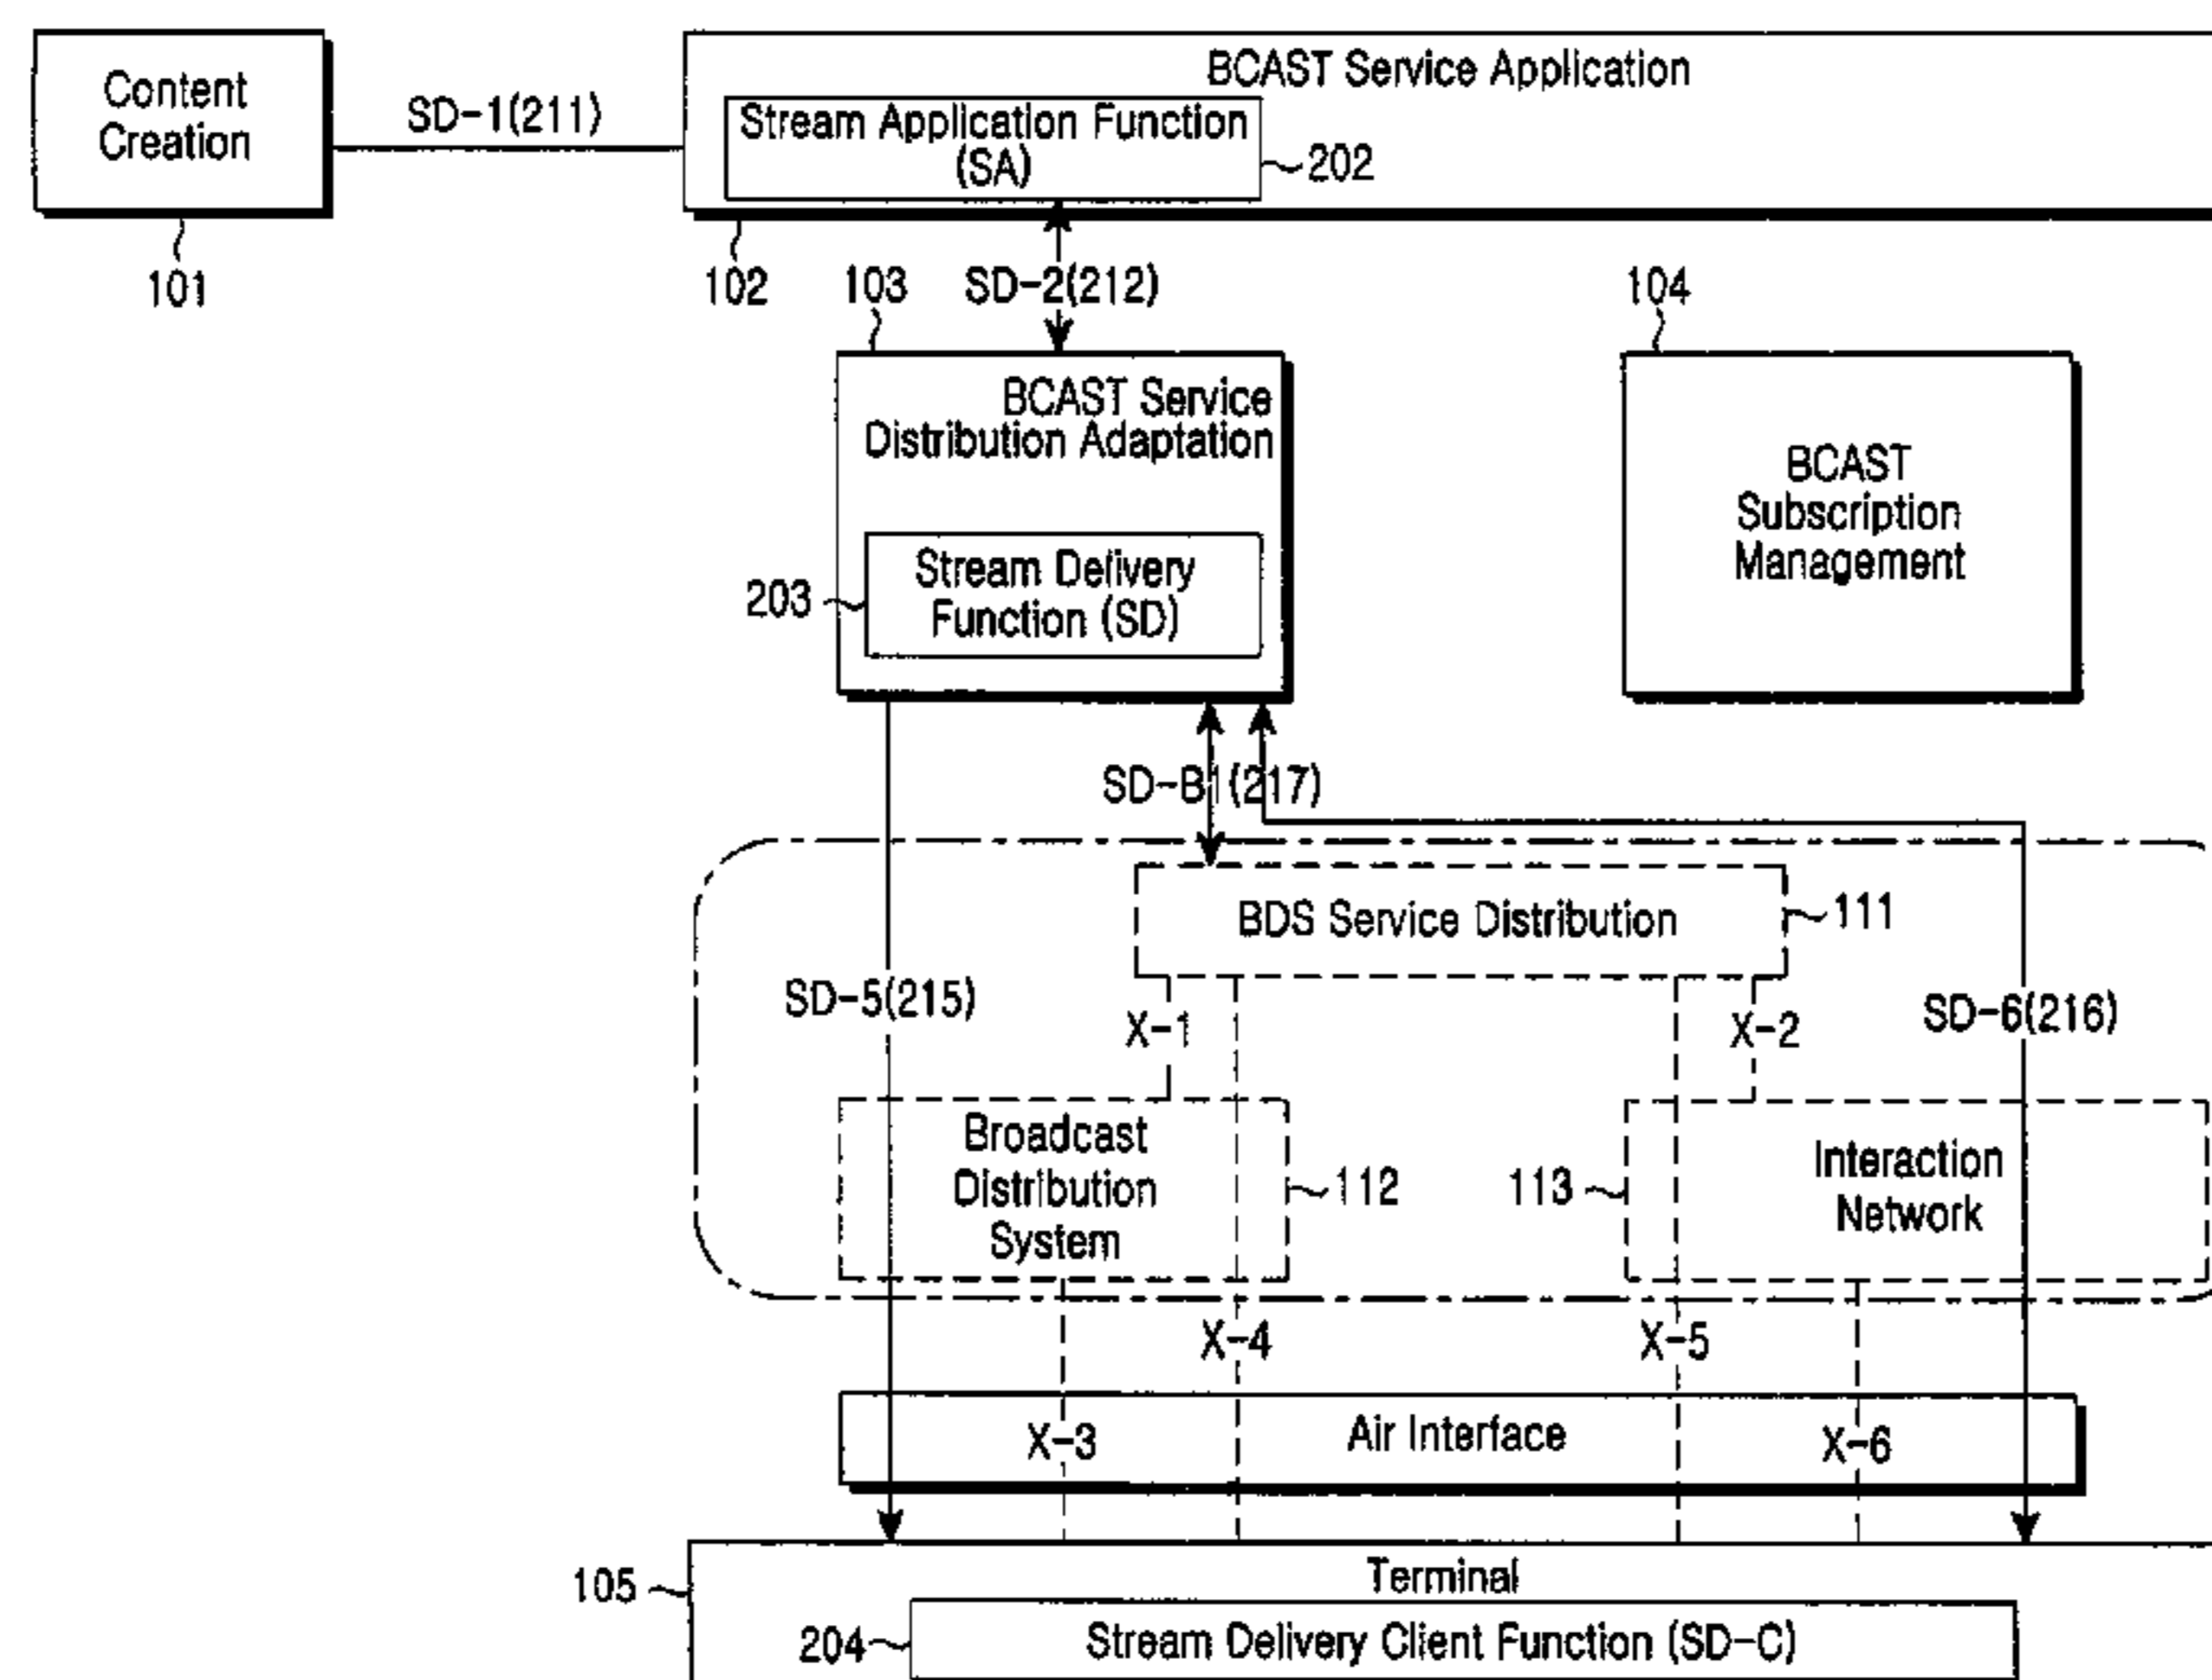 Content
Creation
SD-1(211)
BCAST Service Application
Stream Application Function
(SA)
202
101
102
103
SD-2(212)
104
BCAST Service
Distribution Adaptation
BCAST
Subscription
Management
Stream Delivery
Function (SD)
203
SD-B1(217)
BDS Service Distribution
111
SD-5(215)
X-1
X-2
SD-6(216)
Broadcast
Distribution
System
112
113
Interaction
Network
X-4
X-5
X-3
Air Interface
X-6
105
Terminal
204
Stream Delivery Client Function (SD-C)